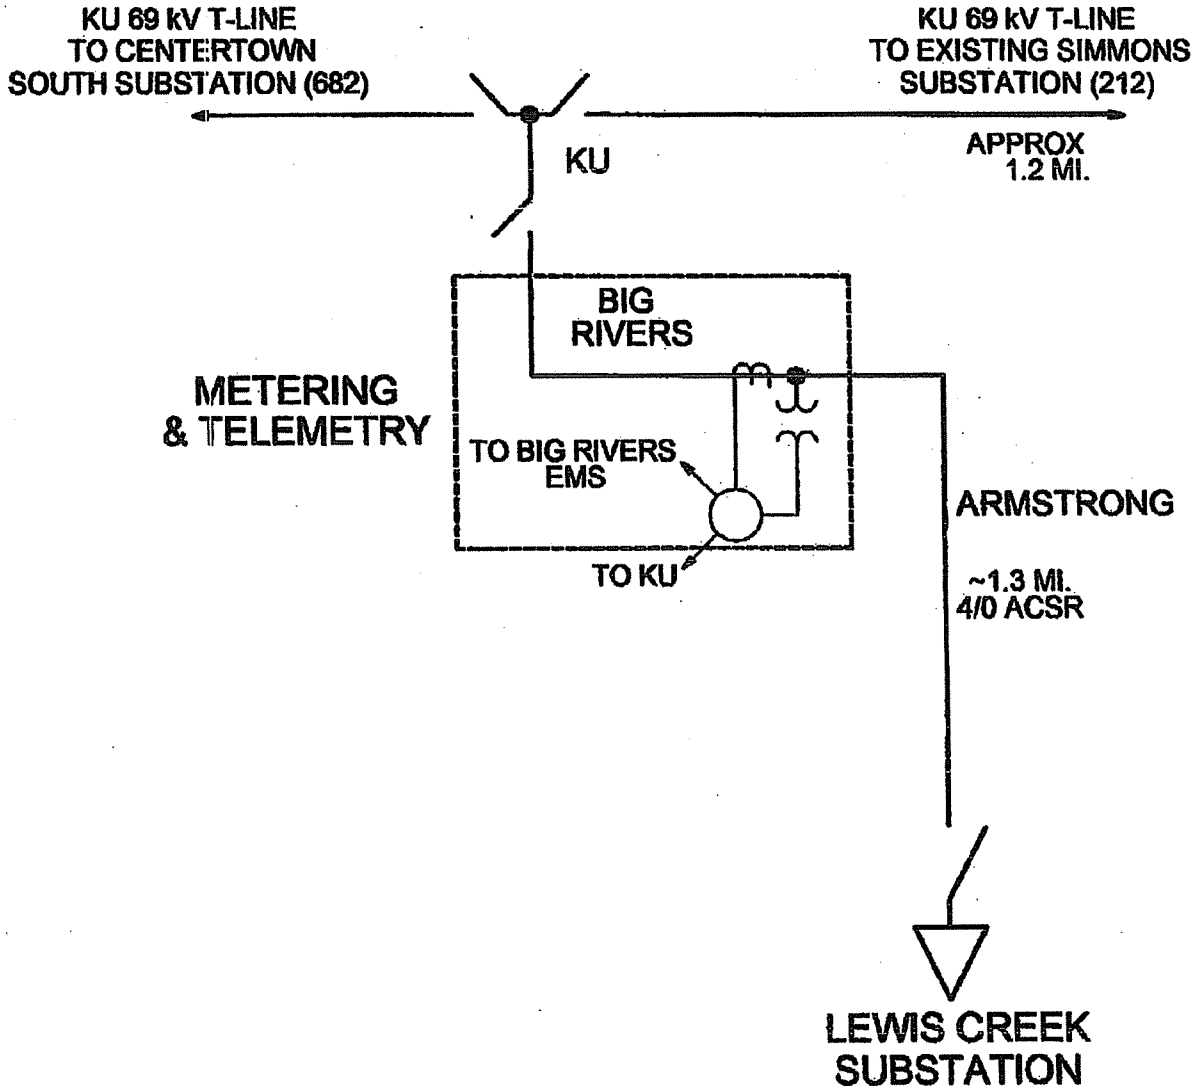 KU 69 kV T-LINE
TO CENTERTOWN
SOUTH SUBSTATION (682)
KU 69 kV T-LINE
TO EXISTING SIMMONS
SUBSTATION (212)
APPROX
1.2 MI.
KU
BIG
RIVERS
METERING
& TELEMETRY
TO BIG RIVERS
EMS
TO KU
ARMSTRONG
~1.3 MI.
4/0 ACSR
LEWIS CREEK
SUBSTATION